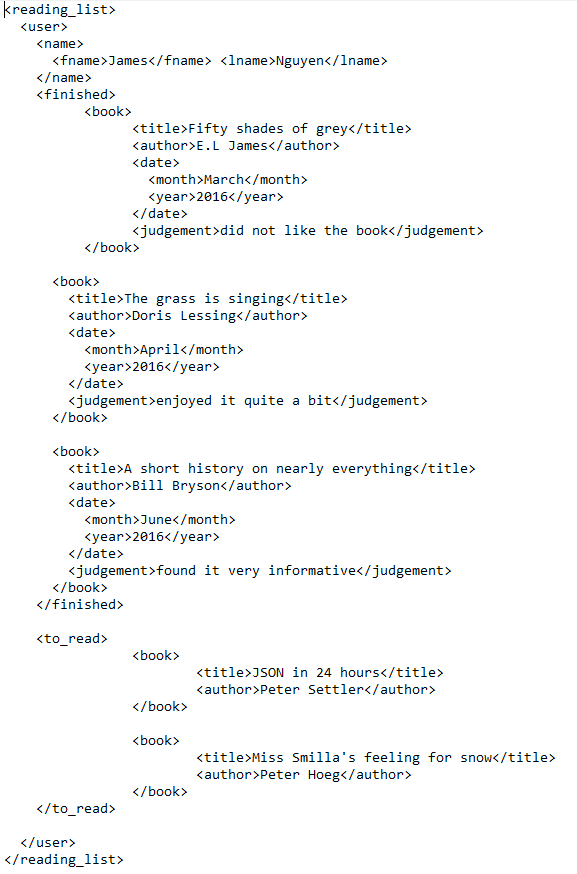 <reading_list>
<user>
<name>
<fname>James</fname> <lname>Nguyen</lname>
</name>
<finished>
<book>
<title>Fifty shades of grey</title>
<author>E.L James</author>
<date>
<month>March</month>
<year>2016</year>
</date>
<judgement>did not like the book</judgement>
</book>
<book>
<title>The grass is singing</title>
<author>Doris Lessing</author>
<date>
<month>April</month>
<year>2016</year>
</date>
<judgement>enjoyed it quite a bit</judgement>
</book>
<book>
<title>A short history on nearly everything</title>
<author>Bill Bryson</author>
<date>
<month>June</month>
<year>2016</year>
</date>
<judgement>found it very informative</judgement>
</book>
</finished>
<to_read>
<book>
<title>JSON in 24 hours</title>
<author>Peter Settler</author>
</book>
<book>
<title>Miss Smilla's feeling for snow</title>
<author>Peter Hoeg</author>
</book>
</to_read>
</user>
</reading_list>